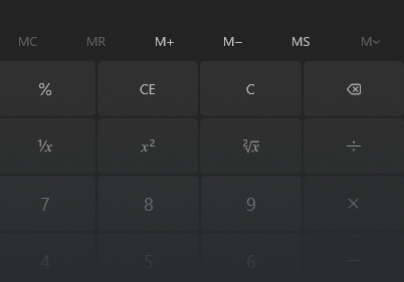 MC MR M+ M− MS M˅
% CE C ⌫
⅟x x² ²√x ÷
7 8 9 ×
4 5 6 −